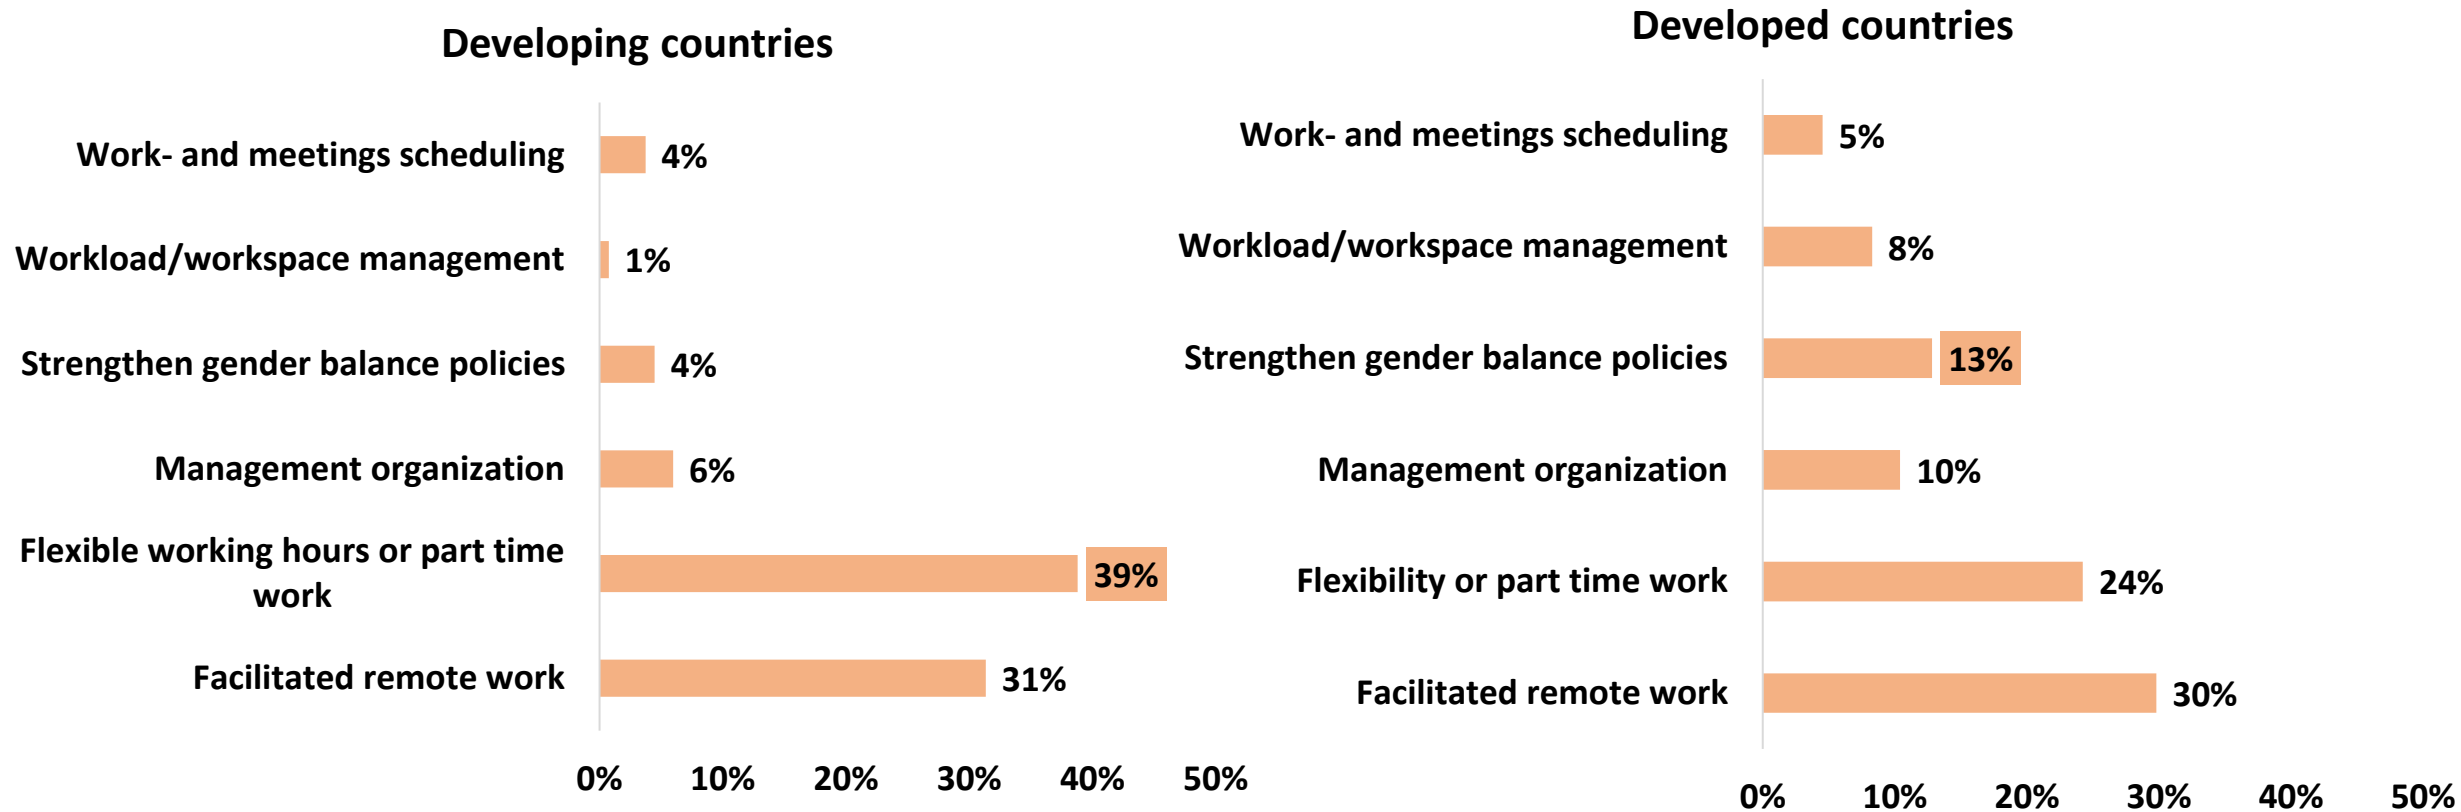 Developing countries
Work- and meetings scheduling
4%
Workload/workspace management
1%
Strengthen gender balance policies
4%
Management organization
6%
Flexible working hours or part time
work
39%
Facilitated remote work
31%
0% 10% 20% 30% 40% 50%
Developed countries
Work- and meetings scheduling
5%
Workload/workspace management
8%
Strengthen gender balance policies
13%
Management organization
10%
Flexibility or part time work
24%
Facilitated remote work
30%
0% 10% 20% 30% 40% 50%